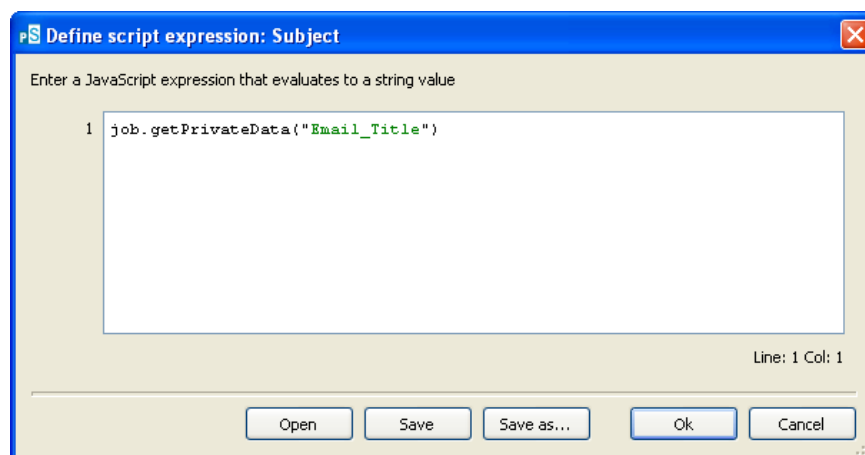 PS Define script expression: Subject
Enter a JavaScript expression that evaluates to a string value
1 job.getPrivateData("Email_Title")
Line: 1 Col: 1
Open Save Save as... Ok Cancel